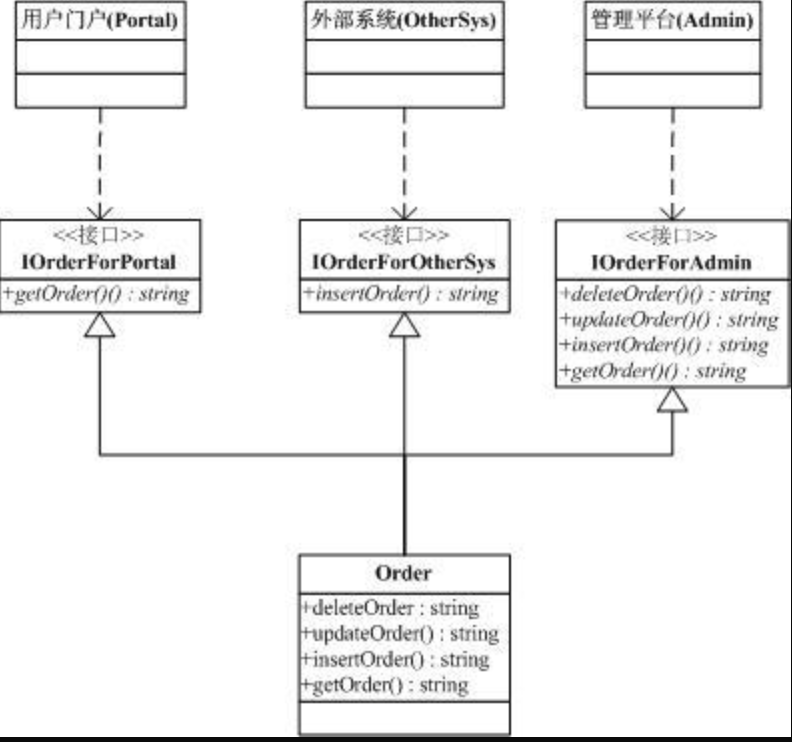 用户门户(Portal)
外部系统(OtherSys)
管理平台(Admin)
<<接口>>
IOrderForPortal
+getOrder()() : string
<<接口>>
IOrderForOtherSys
+insertOrder() : string
<<接口>>
IOrderForAdmin
+deleteOrder()() : string
+updateOrder()() : string
+insertOrder()() : string
+getOrder()() : string
Order
+deleteOrder : string
+updateOrder() : string
+insertOrder() : string
+getOrder() : string